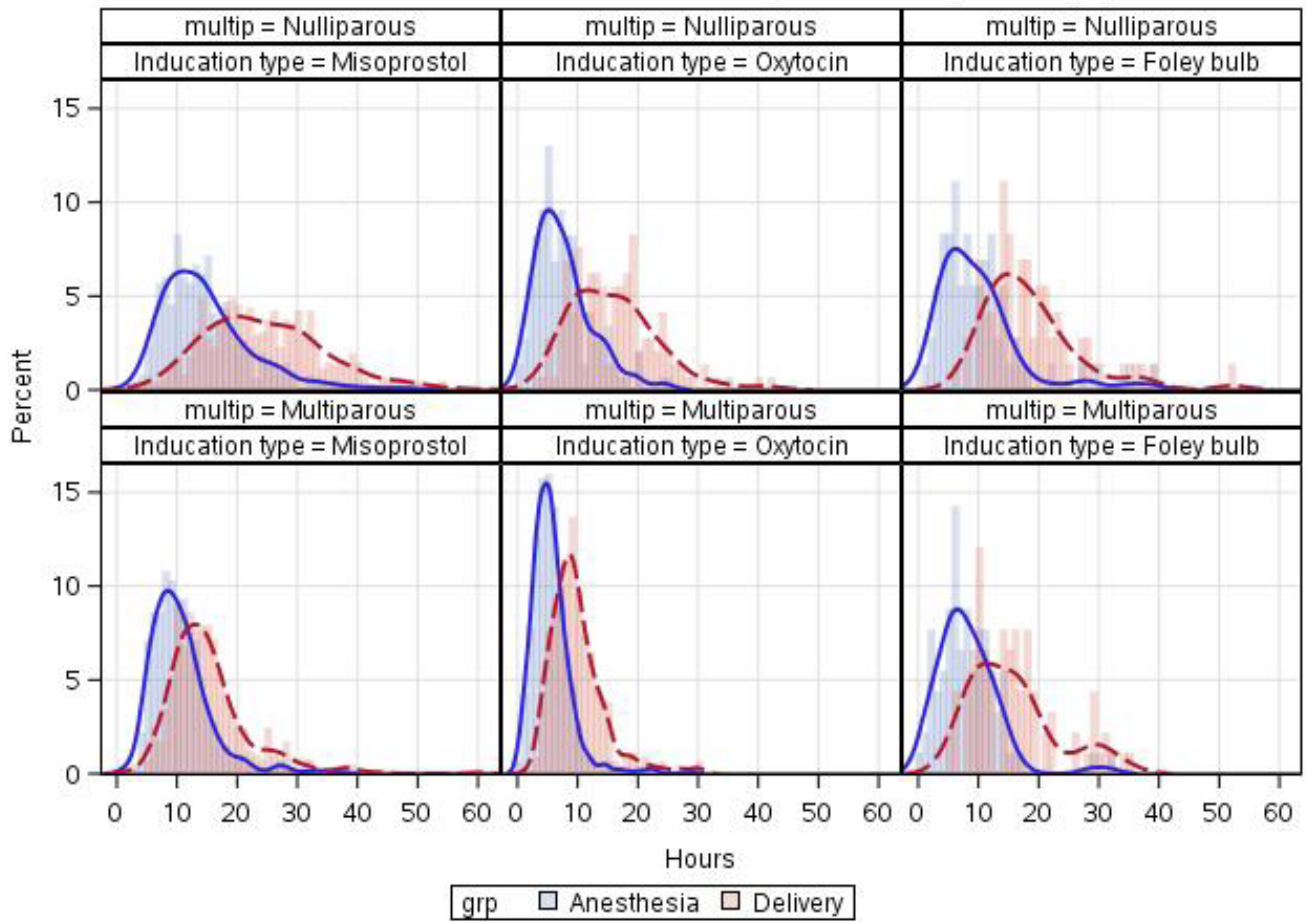 multip = Nulliparous multip = Nulliparous multip = Nulliparous
Inducation type = Misoprostol Inducation type = Oxytocin Inducation type = Foley bulb
15
10
5
0
Percent
multip = Multiparous multip = Multiparous multip = Multiparous
Inducation type = Misoprostol Inducation type = Oxytocin Inducation type = Foley bulb
15
10
5
0
0 10 20 30 40 50 60 0 10 20 30 40 50 60 0 10 20 30 40 50 60
Hours
grp Anesthesia Delivery